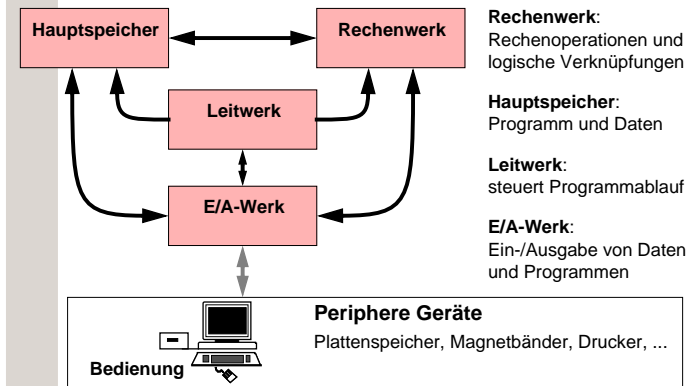 Hauptspeicher
Rechenwerk
Leitwerk
E/A-Werk
Rechenwerk:
Rechenoperationen und
logische Verknüpfungen
Hauptspeicher:
Programm und Daten
Leitwerk:
steuert Programmablauf
E/A-Werk:
Ein-/Ausgabe von Daten
und Programmen
Periphere Geräte
Plattenspeicher, Magnetbänder, Drucker, ...
Bedienung